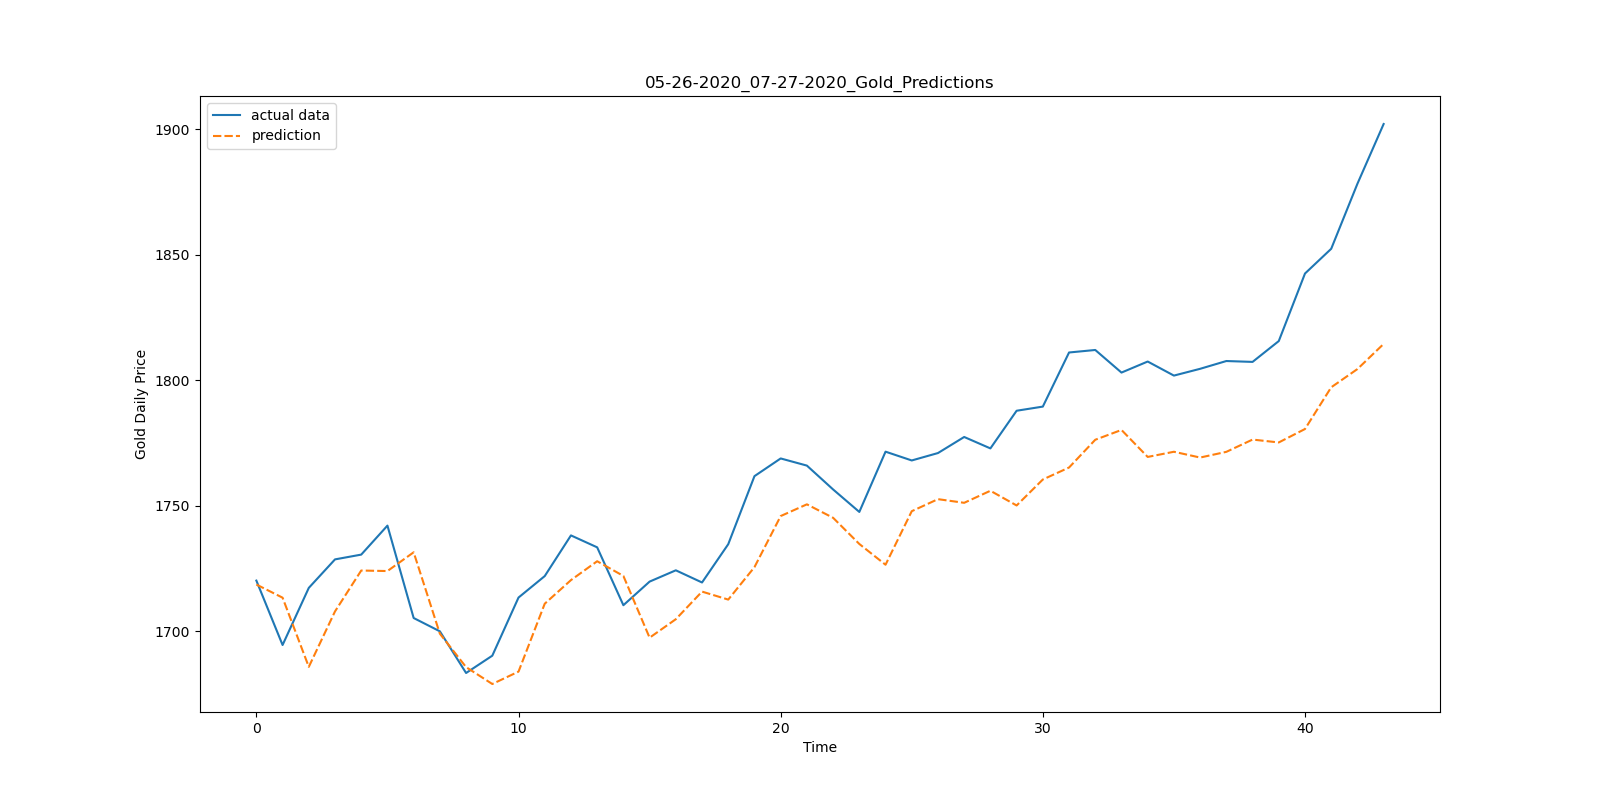 05-26-2020_07-27-2020_Gold_Predictions
actual data
prediction
1900
1850
1800
1750
1700
Gold Daily Price
0 10 20 30 40
Time